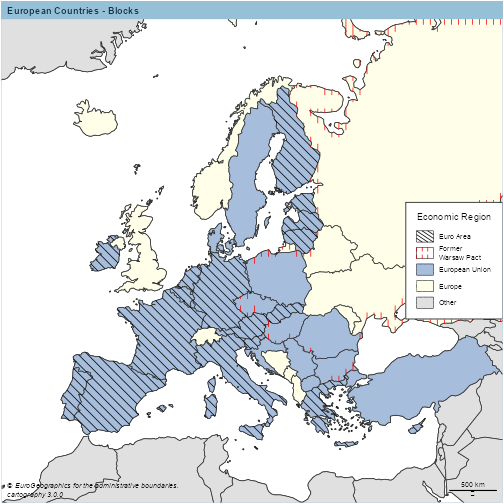 European Countries - Blocks
Economic Region
Euro Area
Former
Warsaw Pact
European Union
Europe
Other
500 km
© EuroGeographics for the administrative boundaries.
cartography 3.0.0